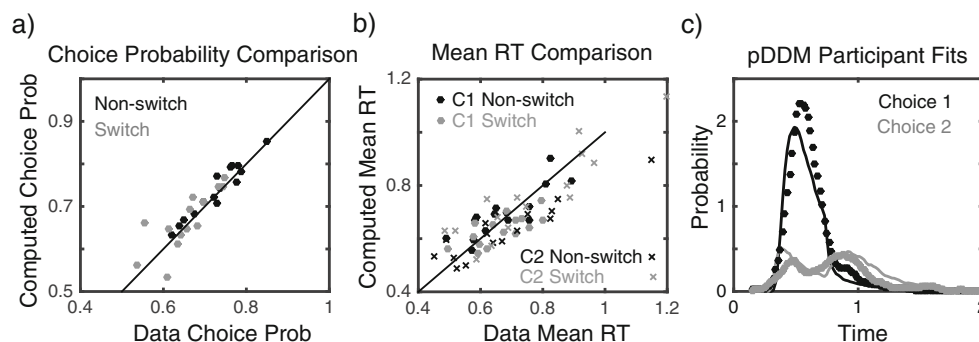 a)
Choice Probability Comparison
Computed Choice Prob
0.9
0.7
0.5
Non-switch
Switch
0.4
0.6
0.8
1
Data Choice Prob
b)
Mean RT Comparison
Computed Mean RT
1.2
0.8
0.4
C1 Non-switch
C1 Switch
C2 Non-switch
C2 Switch
0.4
0.6
0.8
1
1.2
Data Mean RT
c)
pDDM Participant Fits
Probability
3
2
1
0
Choice 1
Choice 2
0
1
2
Time